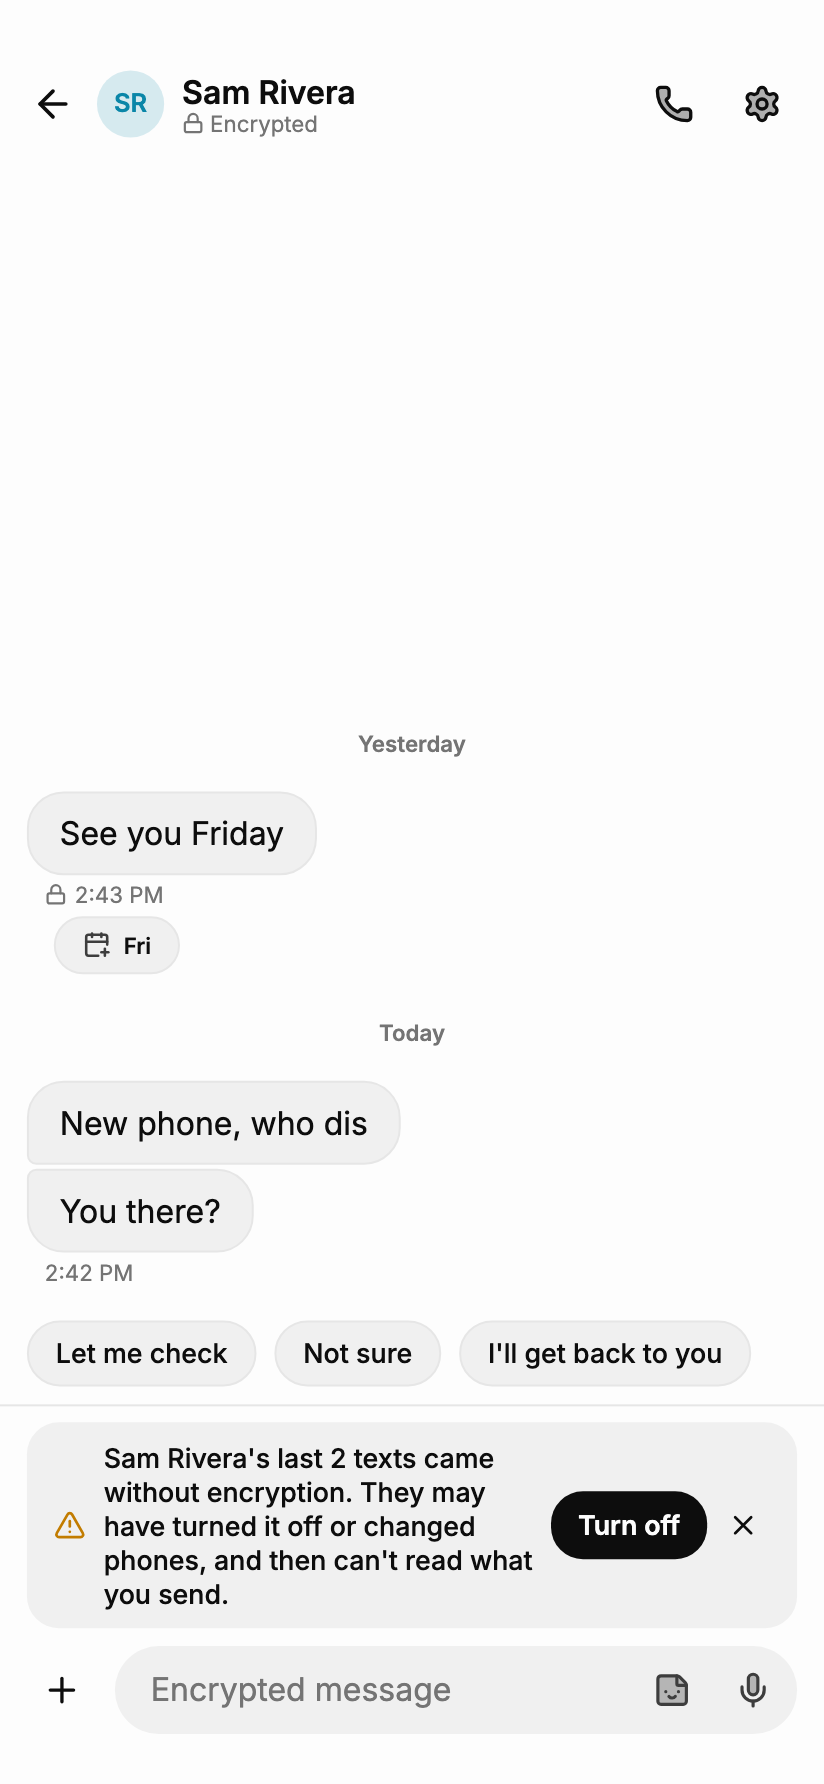 SR
Sam Rivera
Encrypted
Yesterday
See you Friday
2:43 PM
Fri
Today
New phone, who dis
You there?
2:42 PM
Let me check
Not sure
I'll get back to you
Sam Rivera's last 2 texts came
without encryption. They may
have turned it off or changed
phones, and then can't read what
you send.
Turn off
Encrypted message